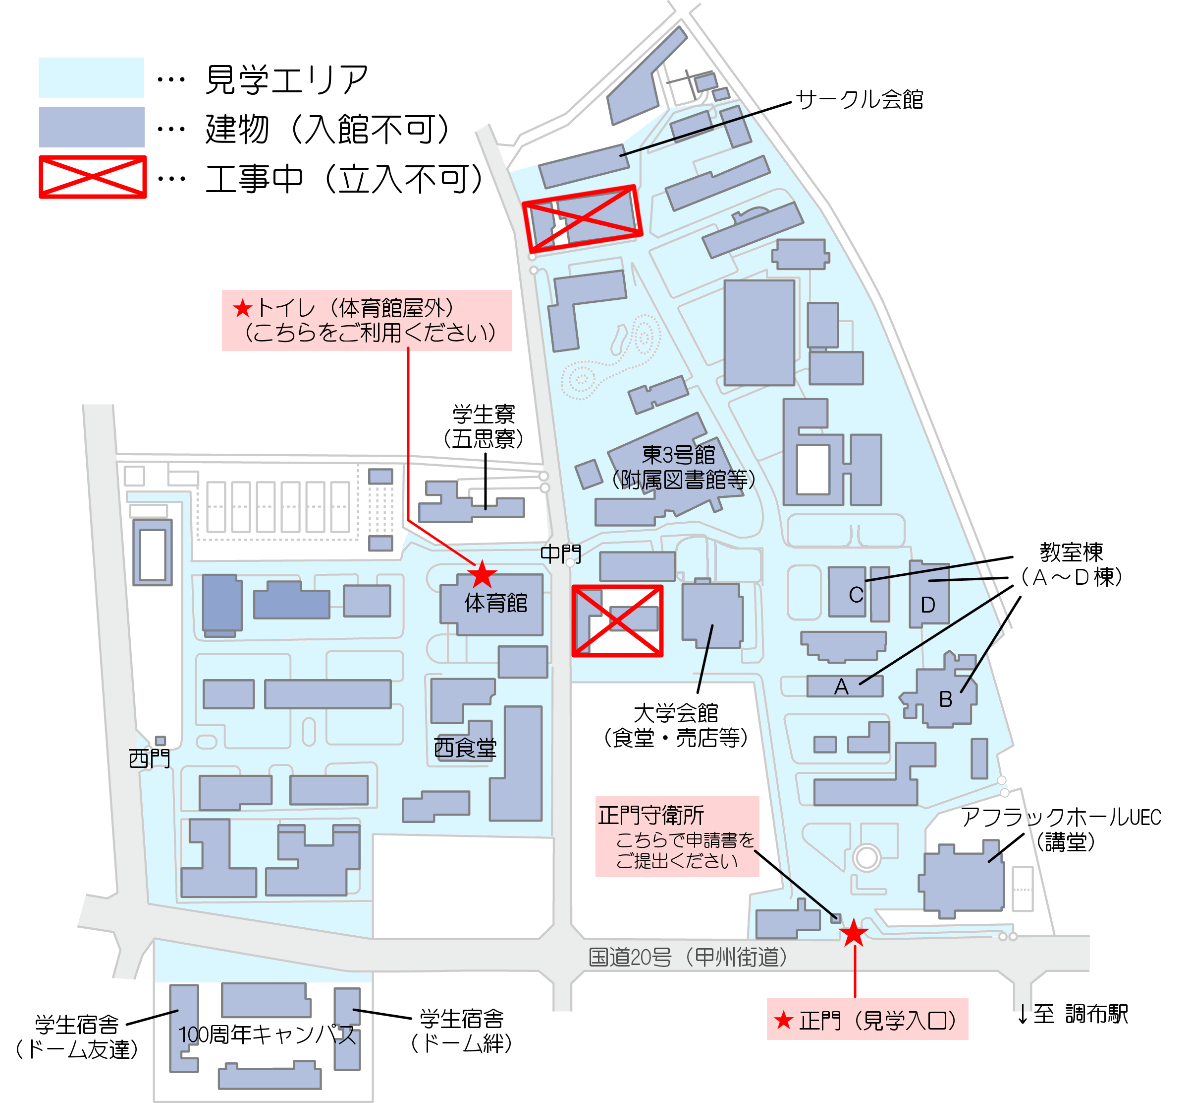 … 見学エリア
… 建物（入館不可）
… 工事中（立入不可）
サークル会館
★トイレ（体育館屋外）
（こちらをご利用ください）
学生寮
（五思寮）
東3号館
（附属図書館等）
中門
体育館
教室棟
（A～D棟）
C
D
A
B
大学会館
（食堂・売店等）
西食堂
西門
正門守衛所
こちらで申請書を
ご提出ください
アフラックホールUEC
（講堂）
国道20号（甲州街道）
★正門（見学入口）
↓至 調布駅
学生宿舎
（ドーム友達）
100周年キャンパス
学生宿舎
（ドーム絆）